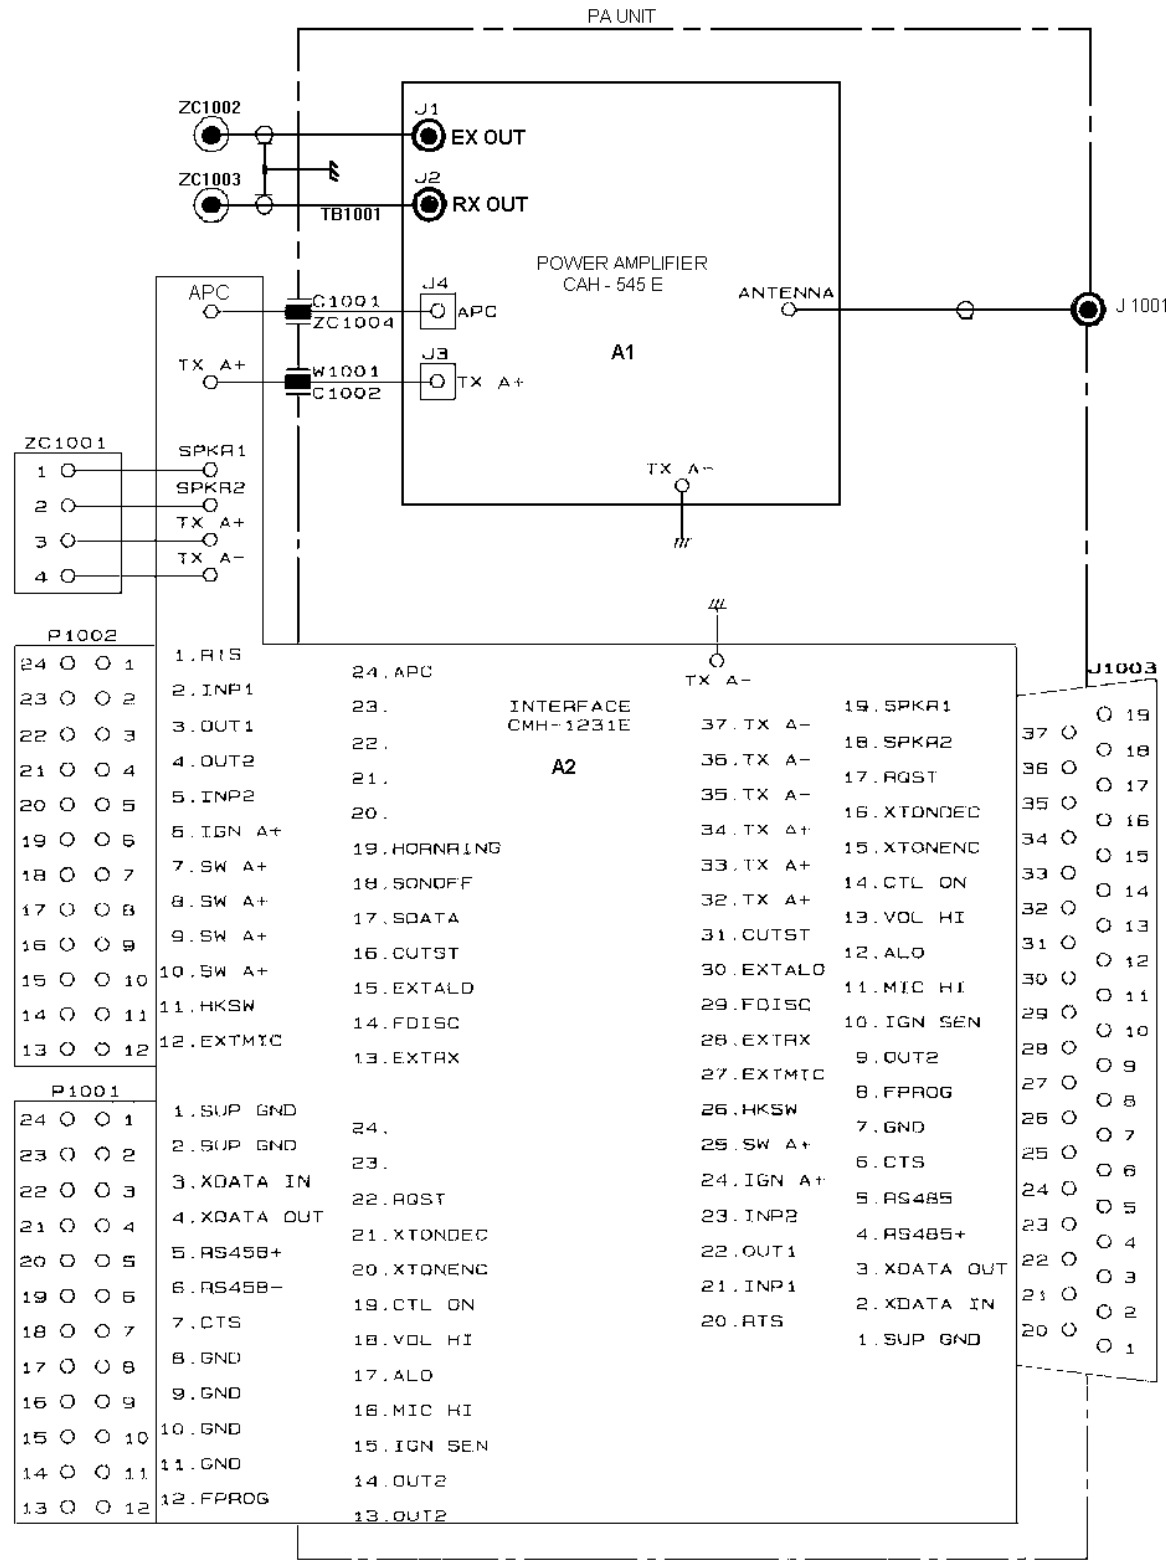 PA UNIT
ZC1002
J1
EX OUT
ZC1003
J2
RX OUT
TB1001
POWER AMPLIFIER
CAH - 545 E
A1
APC
C1001
ZC1004
J4
APC
ANTENNA
J1001
TX A+
W1001
C1002
J3
TX A+
TX A-
ZC1001
1
2
3
4
SPKR1
SPKR2
TX A+
TX A-
TX A-
INTERFACE
CMH-1231E
A2
P1002
24 1
23 2
22 3
21 4
20 5
19 6
18 7
17 8
16 9
15 10
14 11
13 12
1.RTS
2.INP1
3.OUT1
4.OUT2
5.INP2
6.IGN A+
7.SW A+
8.SW A+
9.SW A+
10.SW A+
11.HKSW
12.EXTMIC
24.APC
23.
22.
21.
20.
19.HORNRING
18.SONOFF
17.SDATA
16.CUTST
15.EXTALO
14.FDISC
13.EXTRX
P1001
24 1
23 2
22 3
21 4
20 5
19 6
18 7
17 8
16 9
15 10
14 11
13 12
1.SUP GND
2.SUP GND
3.XDATA IN
4.XDATA OUT
5.RS458+
6.RS458-
7.CTS
8.GND
9.GND
10.GND
11.GND
12.FPROG
24.
23.
22.RQST
21.XTONDEC
20.XTONENC
19.CTL ON
18.VOL HI
17.ALO
16.MIC HI
15.IGN SEN
14.OUT2
13.OUT2
37.TX A-
36.TX A-
35.TX A-
34.TX A+
33.TX A+
32.TX A+
31.CUTST
30.EXTALO
29.FDISC
28.EXTRX
27.EXTMIC
26.HKSW
25.SW A+
24.IGN A+
23.INP2
22.OUT1
21.INP1
20.RTS
19.SPKR1
18.SPKR2
17.RQST
16.XTONDEC
15.XTONENC
14.CTL ON
13.VOL HI
12.ALO
11.MIC HI
10.IGN SEN
9.OUT2
8.FPROG
7.GND
6.CTS
5.RS485
4.RS485+
3.XDATA OUT
2.XDATA IN
1.SUP GND
J1003
19
37
18
36
17
35
16
34
15
33
14
32
13
31
12
30
11
29
10
28
9
27
8
26
7
25
6
24
5
23
4
22
3
21
2
20
1